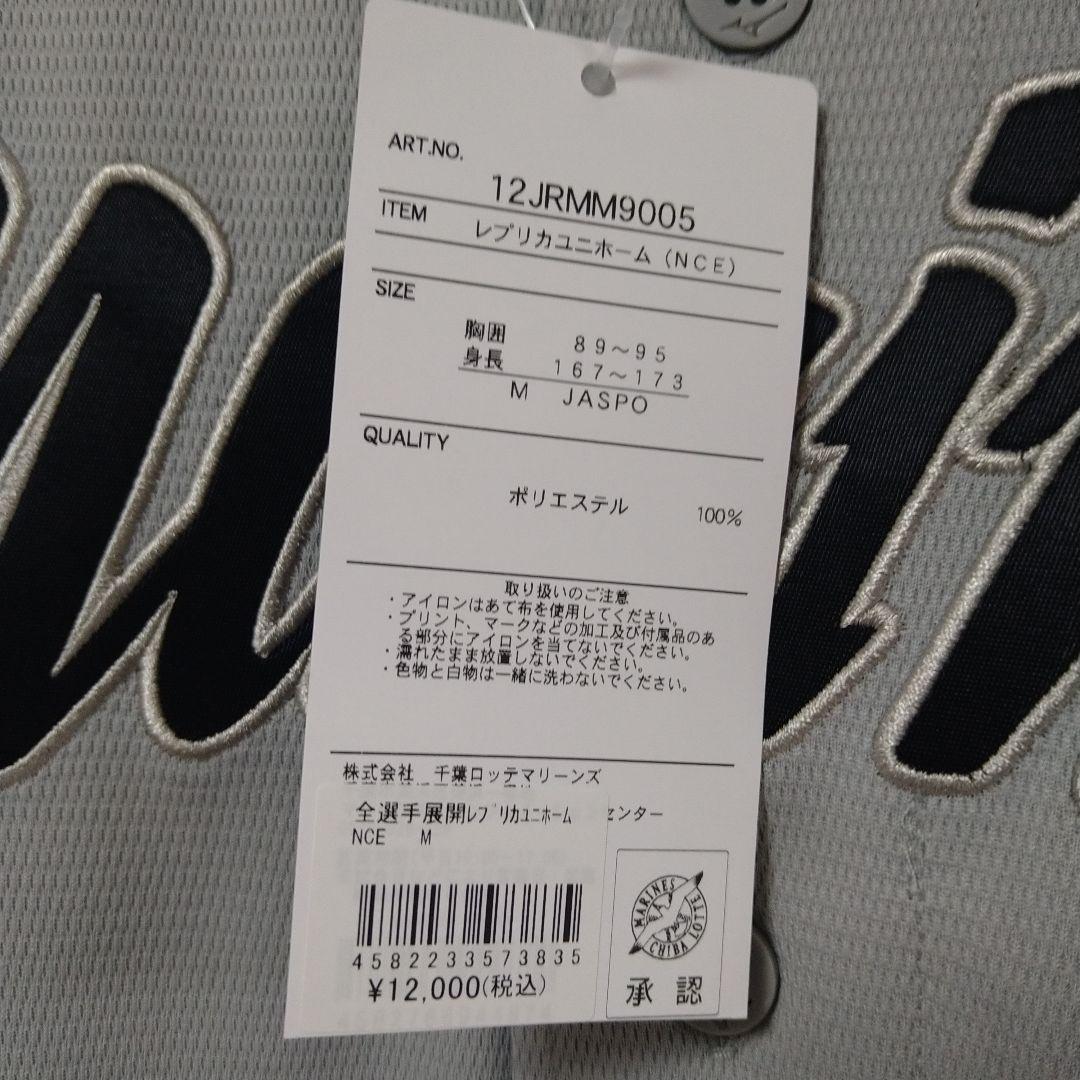 ART.NO.
12JRMM9005
ITEM
レプリカユニホーム（NCE）
SIZE
胸囲 89～95
身長 167～173
M JASPO
QUALITY
ポリエステル 100%
取り扱いのご注意
・アイロンはあて布を使用してください。
・プリント、マークなどの加工及び付属品のあ
る部分にアイロンを当てないでください。
・濡れたまま放置しないでください。
・色物と白物は一緒に洗わないでください。
株式会社 千葉ロッテマリーンズ
センター
全選手展開ﾚﾌﾟﾘｶﾕﾆﾎｰﾑ
NCE M
4582233573835
¥12,000(税込)
MARINES
CHIBA LOTTE
承認